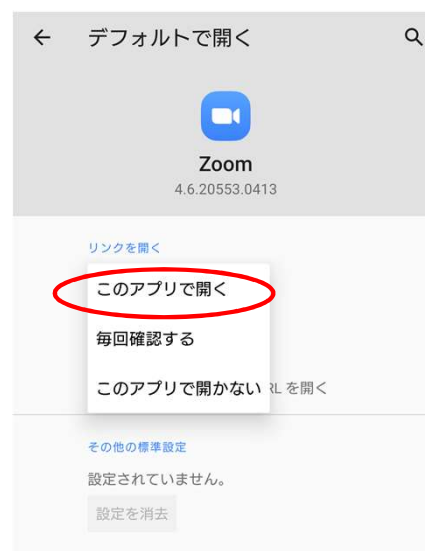 デフォルトで開く
Zoom
4.6.20553.0413
リンクを開く
このアプリで開く
毎回確認する
このアプリで開かない
を開く
その他の標準設定
設定されていません。
設定を消去